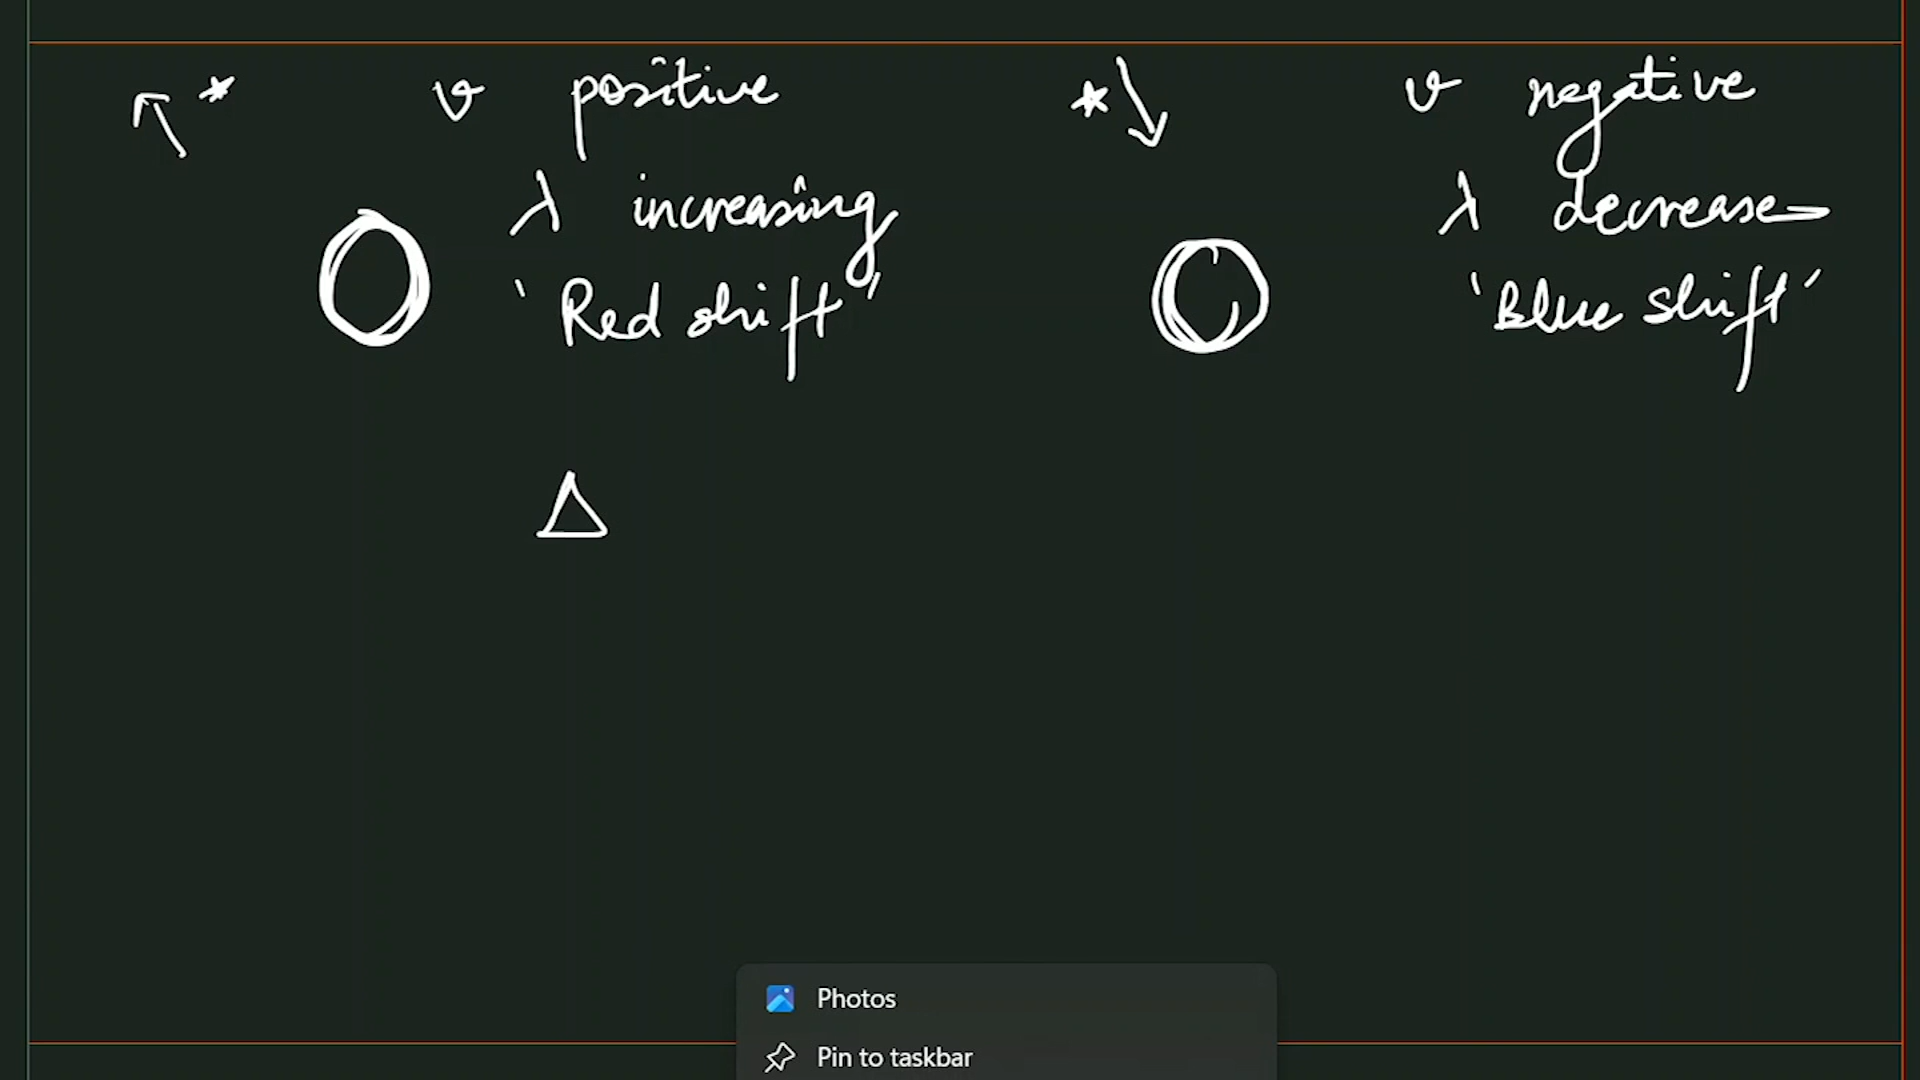 v positive
λ increasing
'Red shift'
v negative
λ decrease
'Blue shift'
Δ
Photos
Pin to taskbar